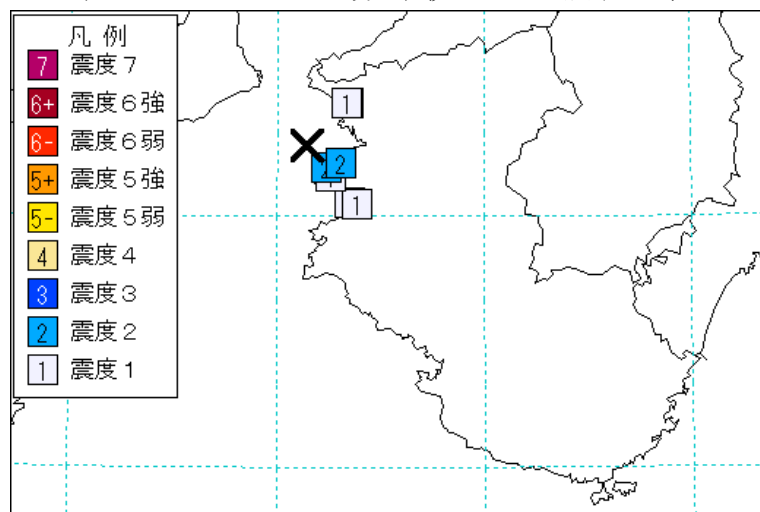 凡例
7 震度７
6+ 震度６強
6- 震度６弱
5+ 震度５強
5- 震度５弱
4 震度４
3 震度３
2 震度２
1 震度１
1
2
1